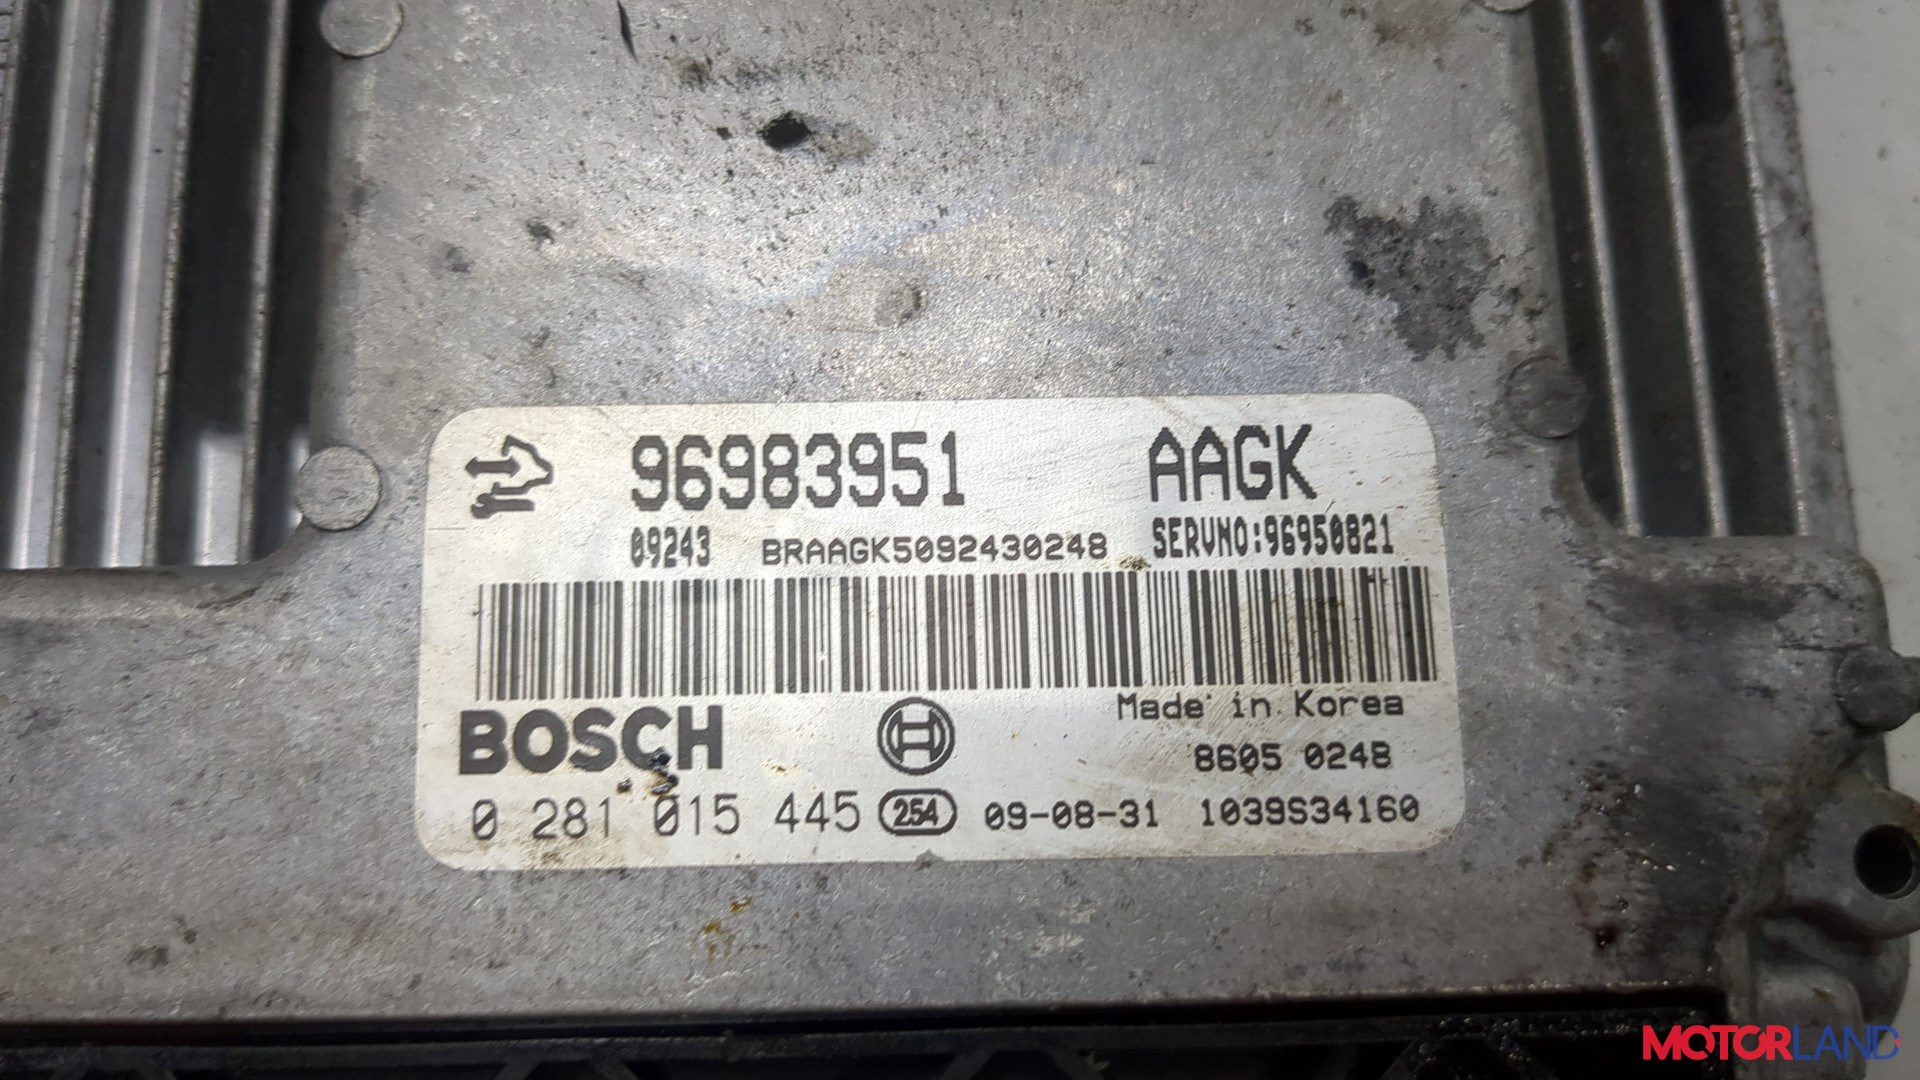 96983951 AAGK
09243 BRAAGK5092430248 SERVNO:96950821
BOSCH
Made in Korea
8605 0248
0 281 015 445 254 09-08-31 1039S34160
MOTORLAND